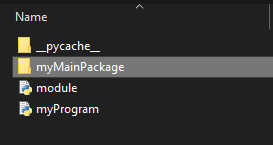 Name
__pycache__
myMainPackage
module
myProgram